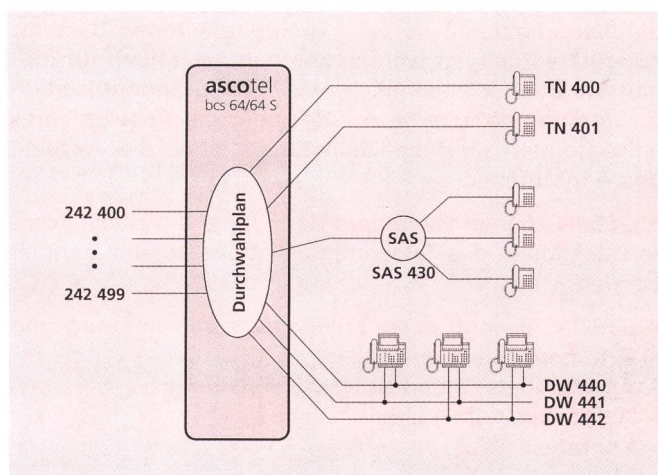 ascotel
bcs 64/64 S
Durchwahlplan
242 400
242 499
TN 400
TN 401
SAS
SAS 430
DW 440
DW 441
DW 442